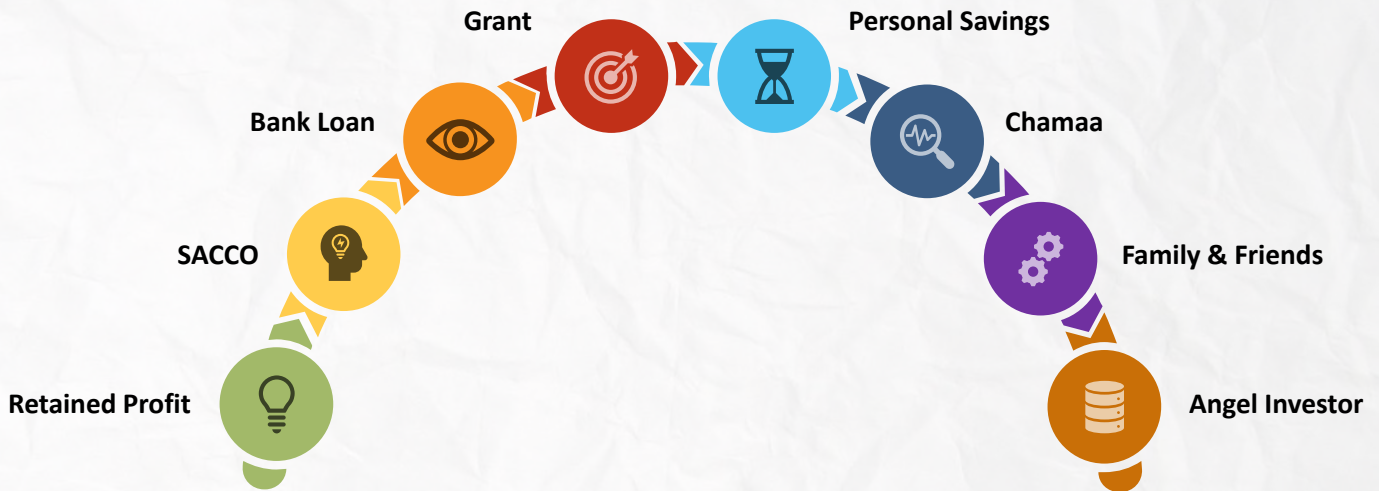 Grant
Personal Savings
Bank Loan
Chamaa
SACCO
Family & Friends
Retained Profit
Angel Investor